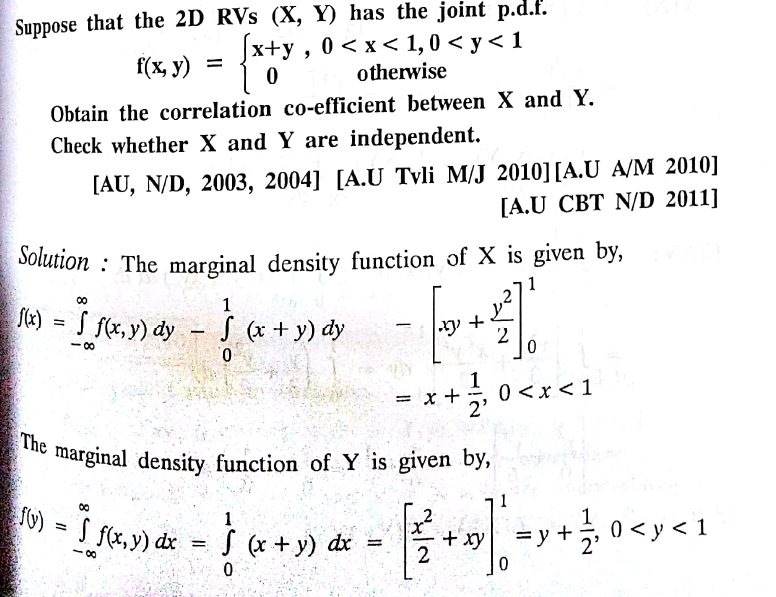 Suppose that the 2D RVs (X, Y) has the joint p.d.f.
f(x, y) = { x+y , 0 < x < 1, 0 < y < 1
0 otherwise
Obtain the correlation co-efficient between X and Y.
Check whether X and Y are independent.
[AU, N/D, 2003, 2004] [A.U Tvli M/J 2010] [A.U A/M 2010]
[A.U CBT N/D 2011]
Solution : The marginal density function of X is given by,
f(x) = ∫_{-∞}^{∞} f(x, y) dy − ∫_{0}^{1} (x + y) dy − [xy + y²/2]_{0}^{1}
= x + 1/2, 0 < x < 1
The marginal density function of Y is given by,
f(y) = ∫_{-∞}^{∞} f(x, y) dx = ∫_{0}^{1} (x + y) dx = [x²/2 + xy]_{0}^{1} = y + 1/2, 0 < y < 1